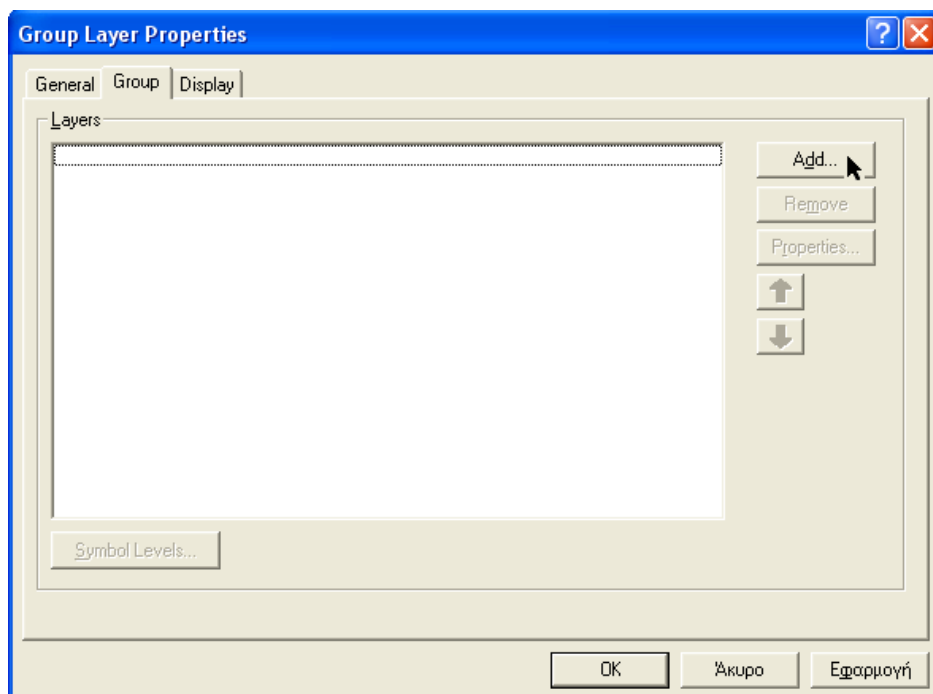 Group Layer Properties
General Group Display
Layers
Add...
Remove
Properties...
Symbol Levels...
OK Άκυρο Εφαρμογή